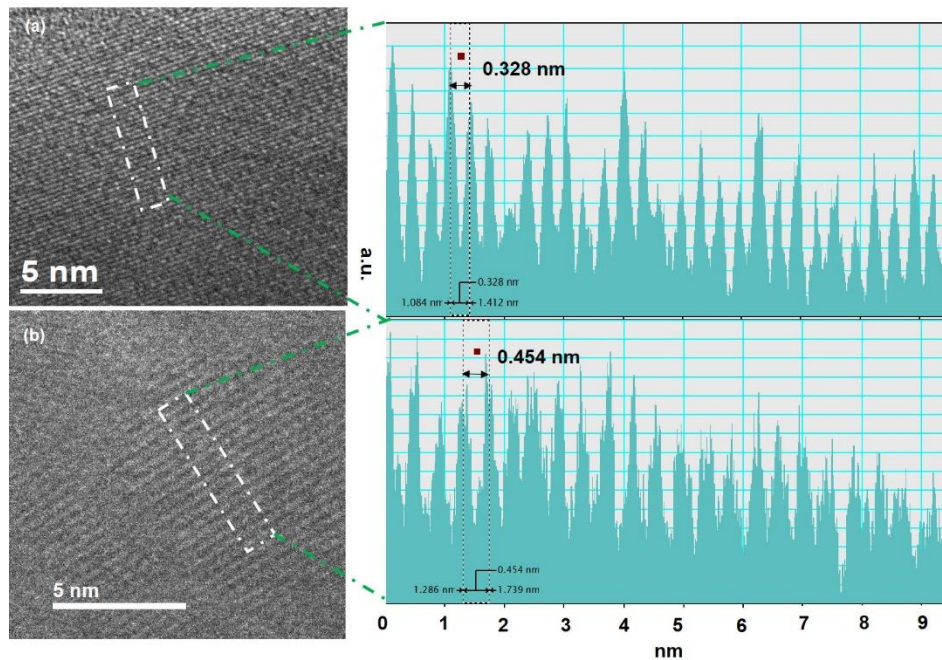 (a)
5 nm
(b)
5 nm
a.u.
0.328 nm
0.328 nm
1.084 nm
1.412 nm
0.454 nm
0.454 nm
1.286 nm
1.739 nm
0 1 2 3 4 5 6 7 8 9
nm